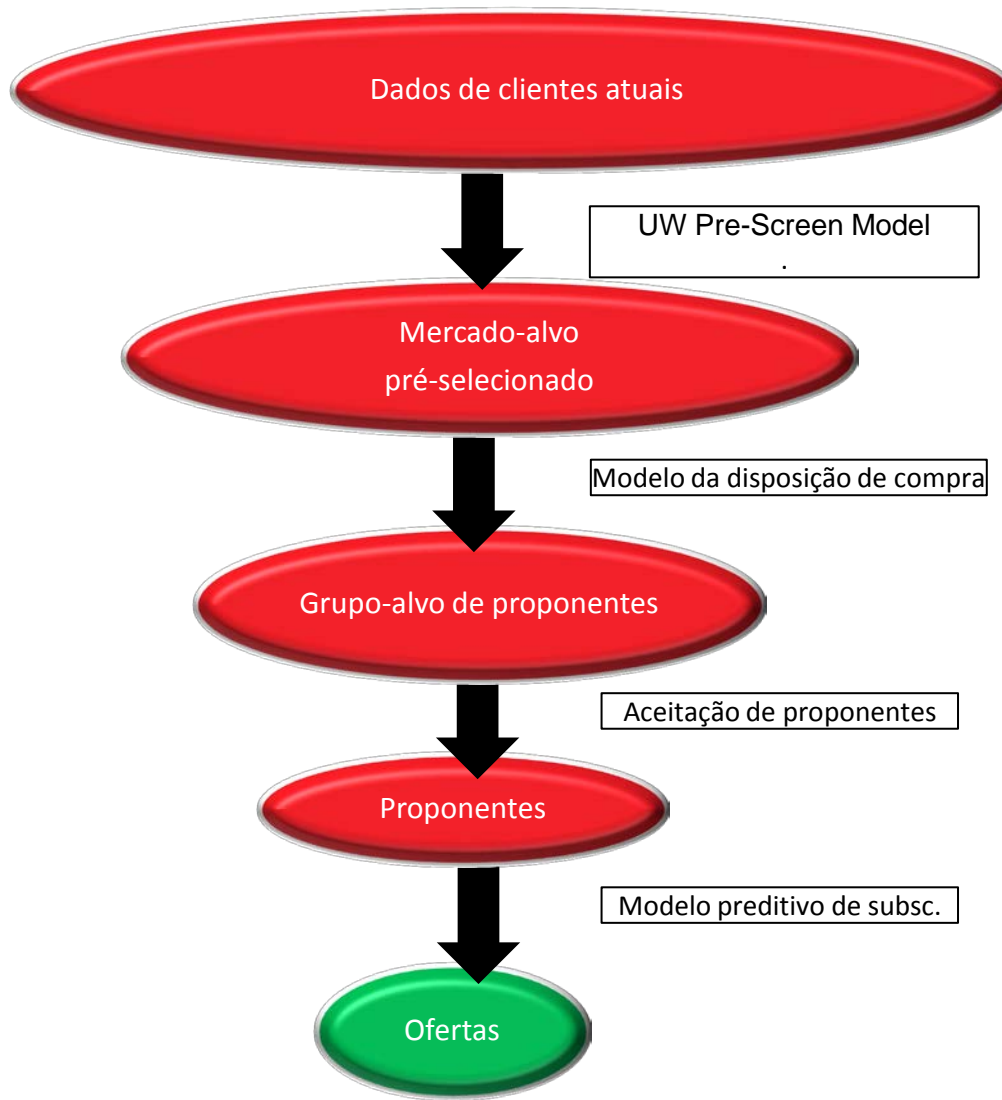 Dados de clientes atuais
UW Pre-Screen Model
.
Mercado-alvo
pré-selecionado
Modelo da disposição de compra
Grupo-alvo de proponentes
Aceitação de proponentes
Proponentes
Modelo preditivo de subsc.
Ofertas